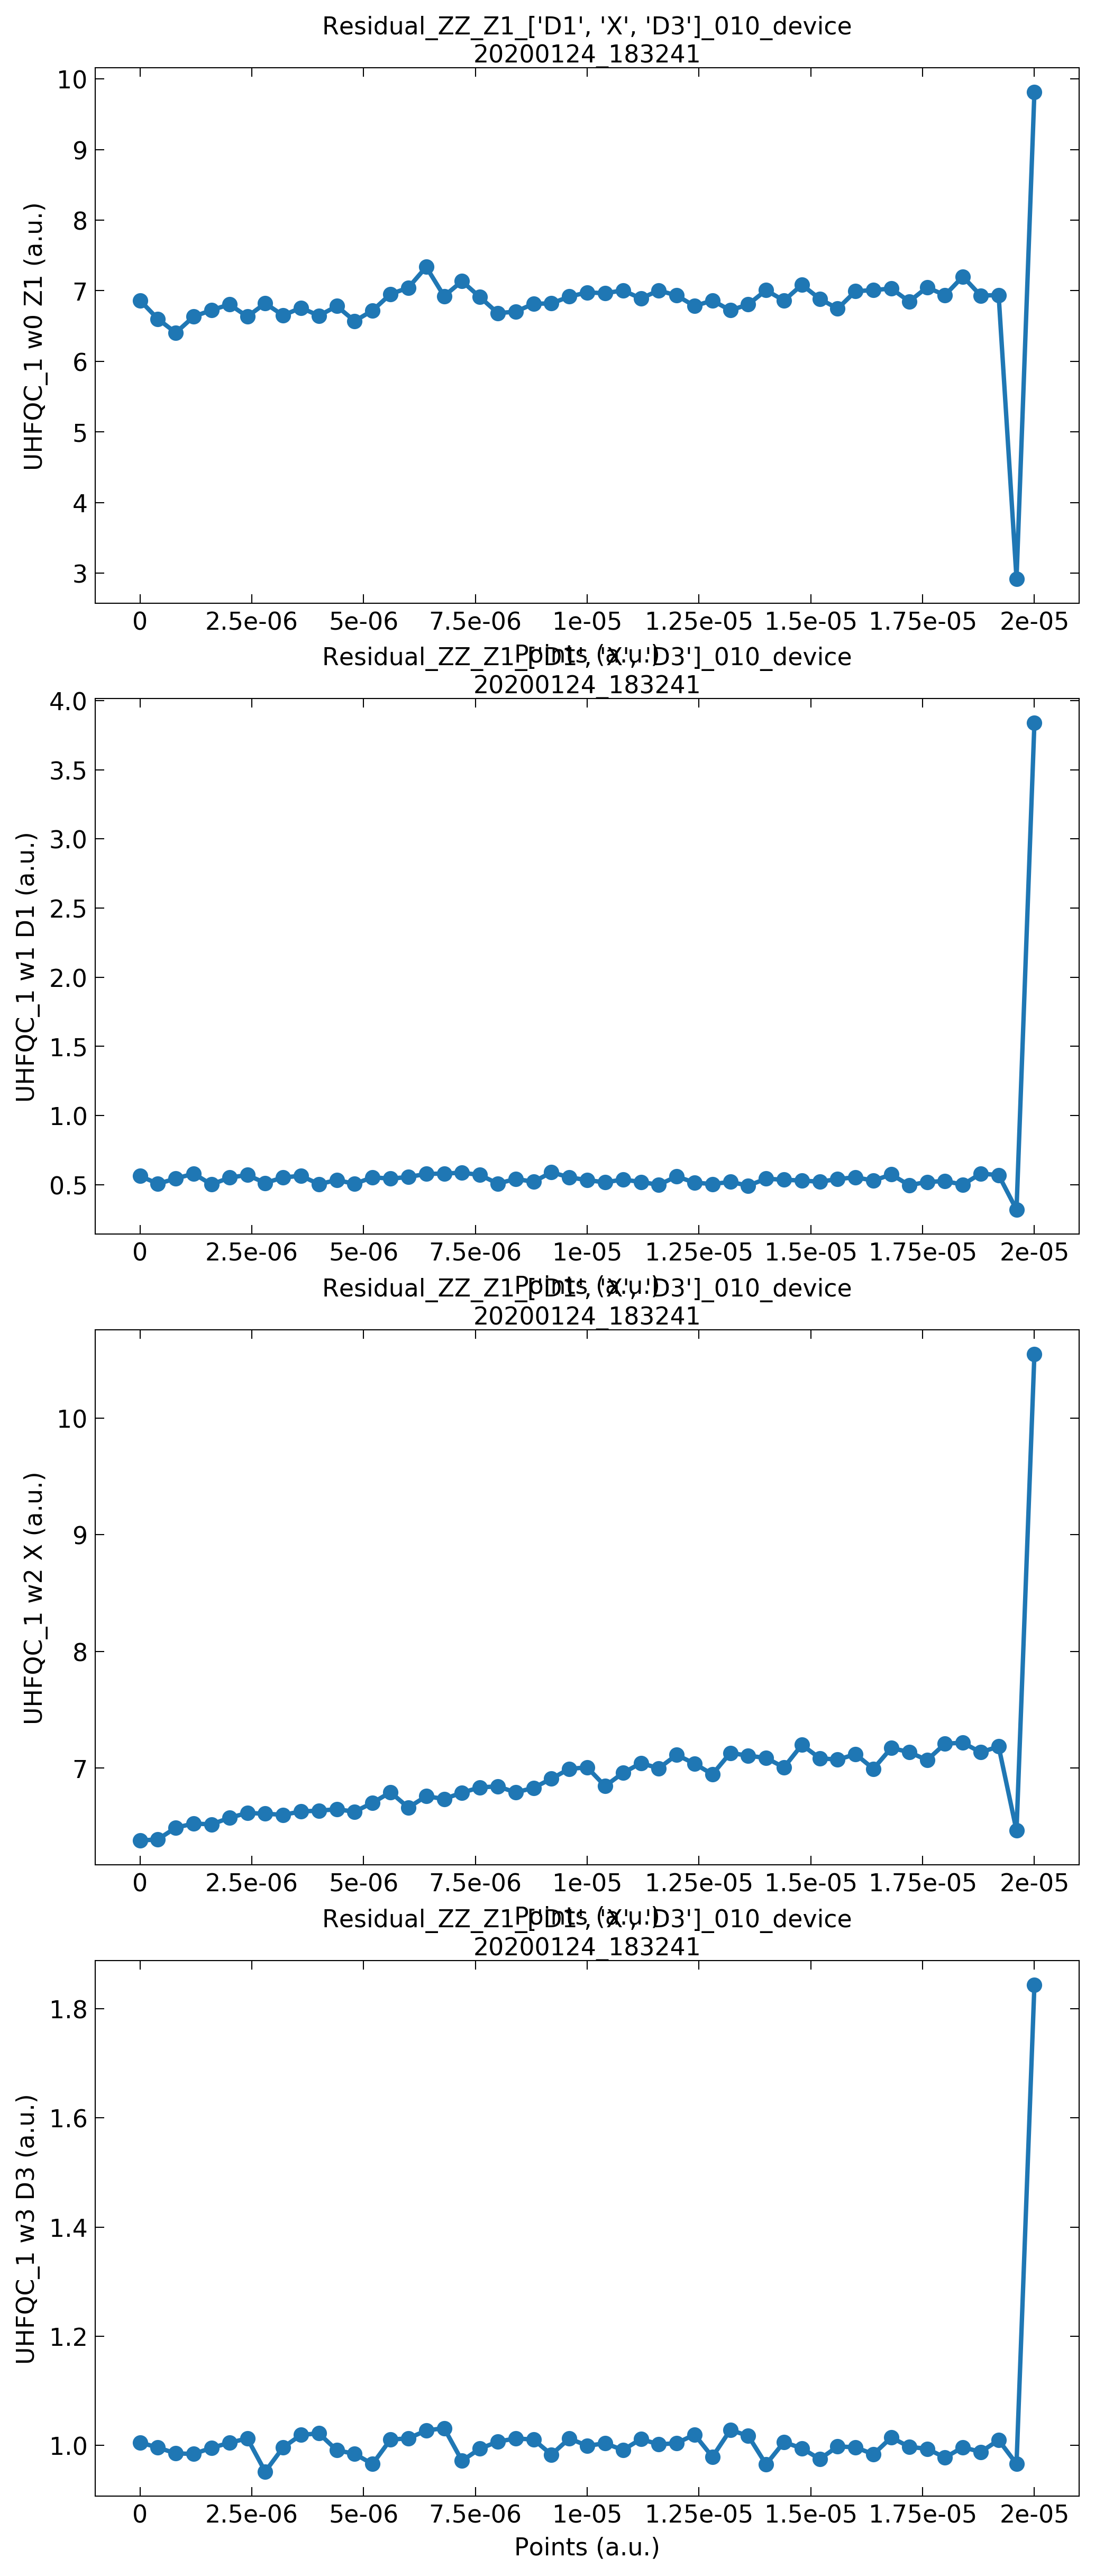 Residual_ZZ_Z1_['D1', 'X', 'D3']_010_device
20200124_183241
10
9
8
7
6
5
4
3
UHFQC_1 w0 Z1 (a.u.)
0 2.5e-06 5e-06 7.5e-06 1e-05 1.25e-05 1.5e-05 1.75e-05 2e-05
Points (a.u.)
Residual_ZZ_Z1_['D1', 'X', 'D3']_010_device
20200124_183241
4.0
3.5
3.0
2.5
2.0
1.5
1.0
0.5
UHFQC_1 w1 D1 (a.u.)
0 2.5e-06 5e-06 7.5e-06 1e-05 1.25e-05 1.5e-05 1.75e-05 2e-05
Points (a.u.)
Residual_ZZ_Z1_['D1', 'X', 'D3']_010_device
20200124_183241
10
9
8
7
UHFQC_1 w2 X (a.u.)
0 2.5e-06 5e-06 7.5e-06 1e-05 1.25e-05 1.5e-05 1.75e-05 2e-05
Points (a.u.)
Residual_ZZ_Z1_['D1', 'X', 'D3']_010_device
20200124_183241
1.8
1.6
1.4
1.2
1.0
UHFQC_1 w3 D3 (a.u.)
0 2.5e-06 5e-06 7.5e-06 1e-05 1.25e-05 1.5e-05 1.75e-05 2e-05
Points (a.u.)